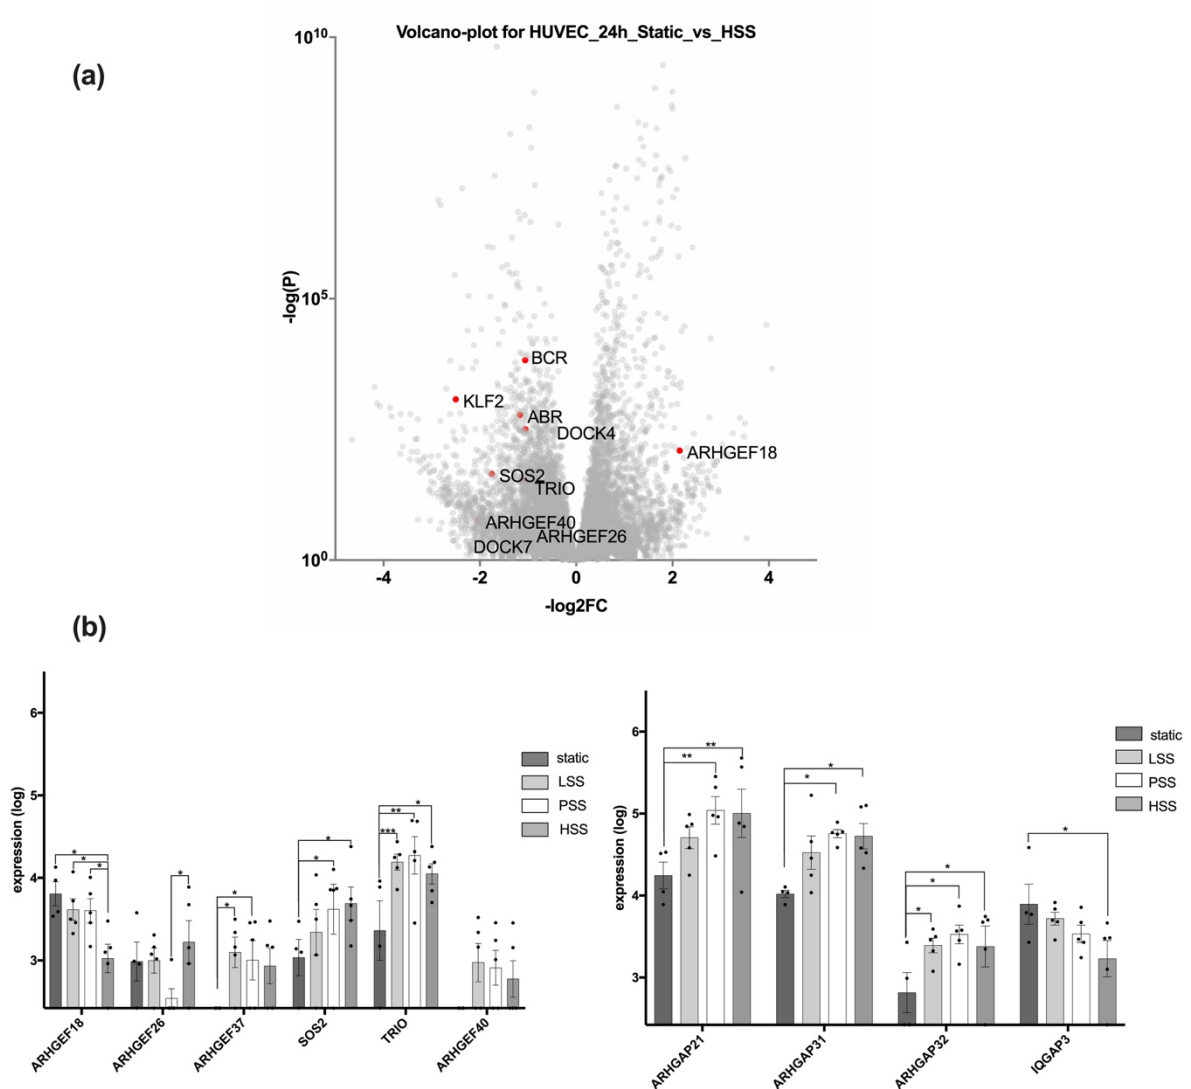 (a)
Volcano-plot for HUVEC_24h_Static_vs_HSS
10^10
-log(P)
10^5
BCR
KLF2
ABR
DOCK4
ARHGEF18
SOS2
TRIO
ARHGEF40
ARHGEF26
DOCK7
10^0
-4 -2 0 2 4
-log2FC
(b)
expression (log)
6
5
4
3
* * * * * * * * *** ** *
static
LSS
PSS
HSS
ARHGEF18 ARHGEF26 ARHGEF37 SOS2 TRIO ARHGEF40
expression (log)
6
5
4
3
** ** * * * * * *
static
LSS
PSS
HSS
ARHGAP21 ARHGAP31 ARHGAP32 IQGAP3